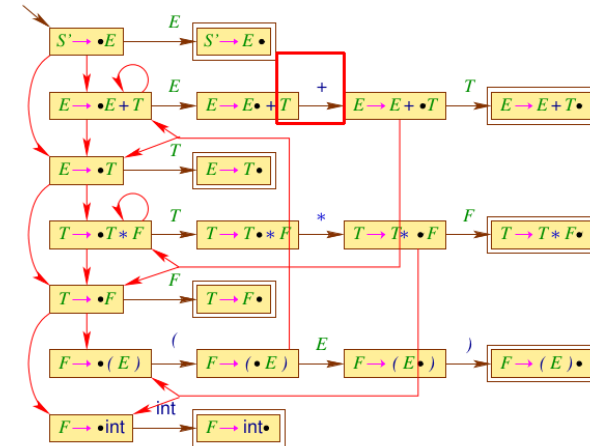 E
S'→ •E S'→ E•
E + T
E→ •E+T E→ E• +T E→ E+ •T E→ E+T•
T
E→ •T E→ T•
T * F
T→ •T* F T→ T•* F T→ T* •F T→ T* F•
F
T→ •F T→ F•
( E )
F→ •( E ) F→ (•E ) F→ ( E•) F→ ( E )•
int
F→ •int F→ int•